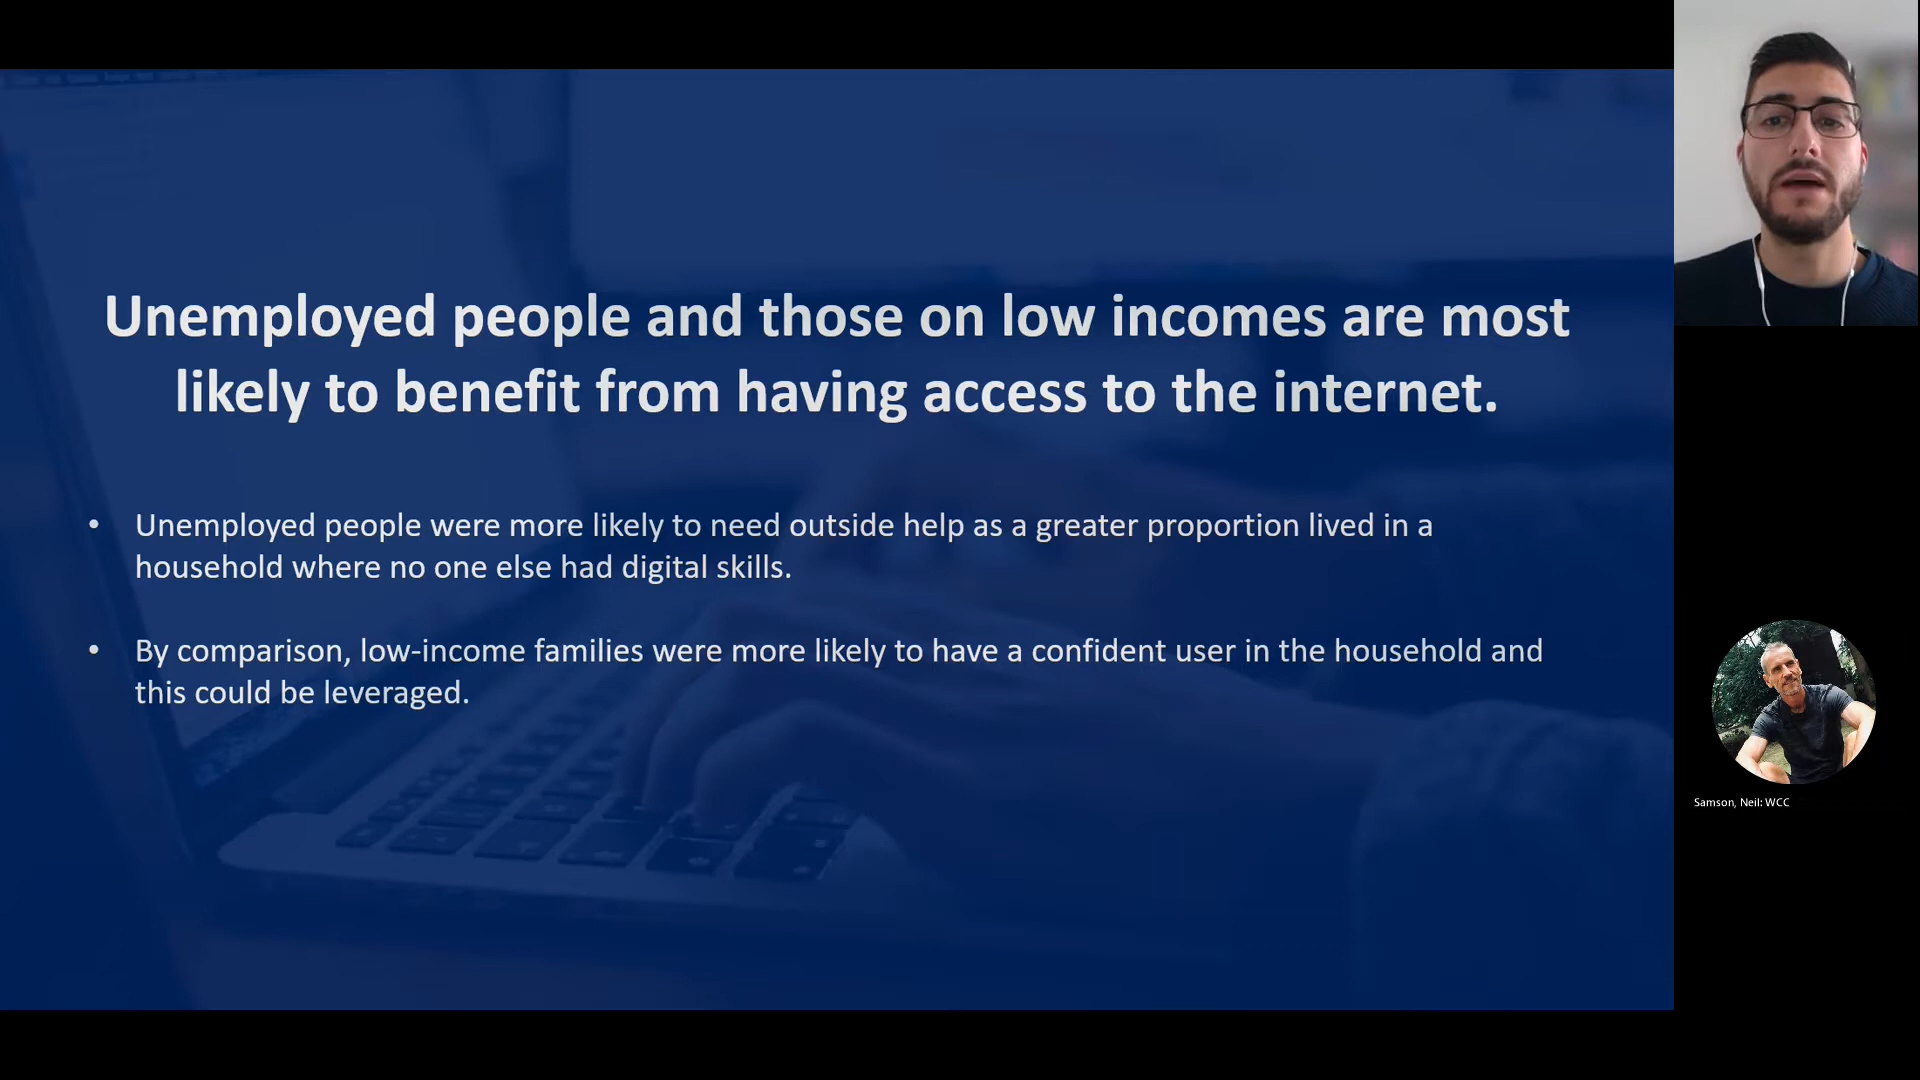 Unemployed people and those on low incomes are most
likely to benefit from having access to the internet.
• Unemployed people were more likely to need outside help as a greater proportion lived in a
household where no one else had digital skills.
• By comparison, low-income families were more likely to have a confident user in the household and
this could be leveraged.
Samson, Neil: WCC